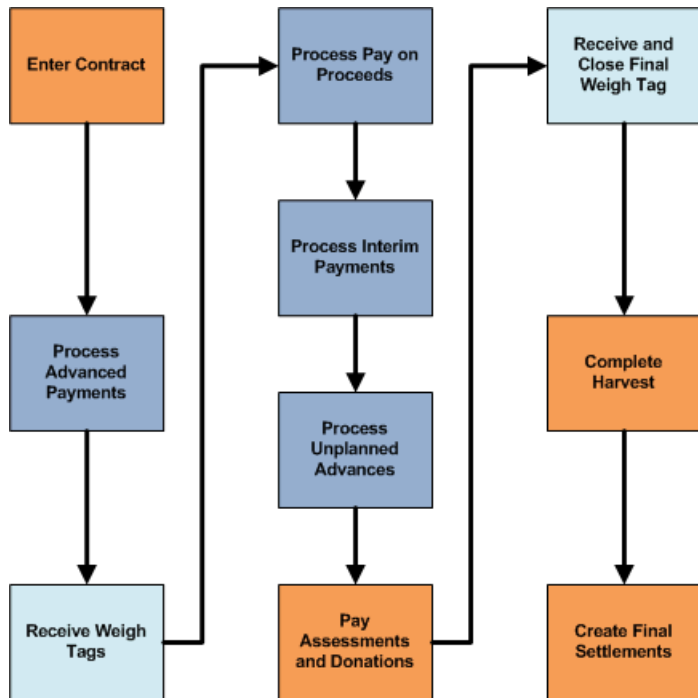 Enter Contract
Process
Advanced
Payments
Receive Weigh
Tags
Process Pay on
Proceeds
Process Interim
Payments
Process
Unplanned
Advances
Pay
Assessments
and Donations
Receive and
Close Final
Weigh Tag
Complete
Harvest
Create Final
Settlements